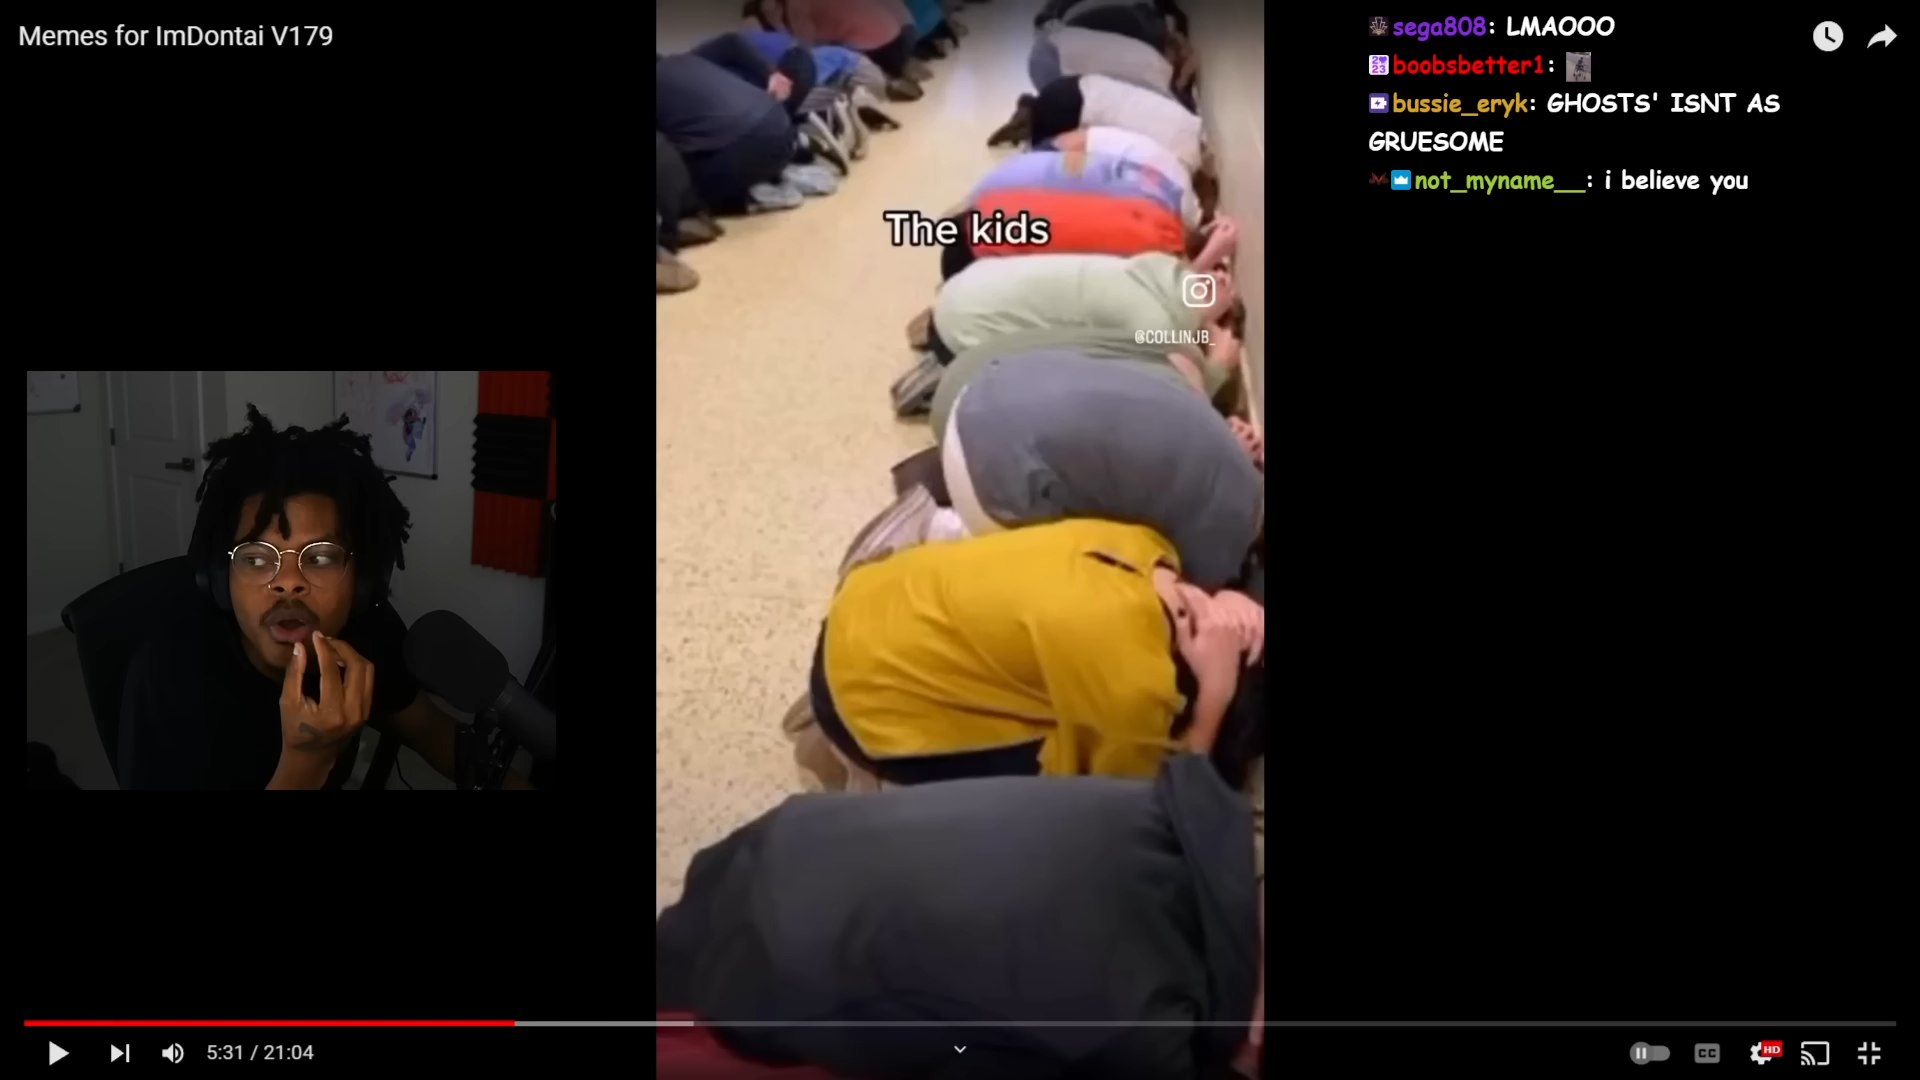 Memes for ImDontai V179
sega808: LMAOOO
boobsbetter1:
bussie_eryk: GHOSTS' ISNT AS
GRUESOME
not_myname__: i believe you
The kids
@COLLINJB_
5:31 / 21:04
CC
HD